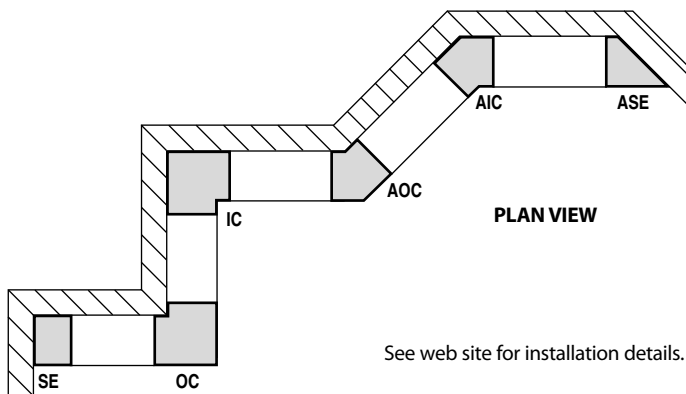 AIC
ASE
AOC
PLAN VIEW
IC
See web site for installation details.
SE
OC